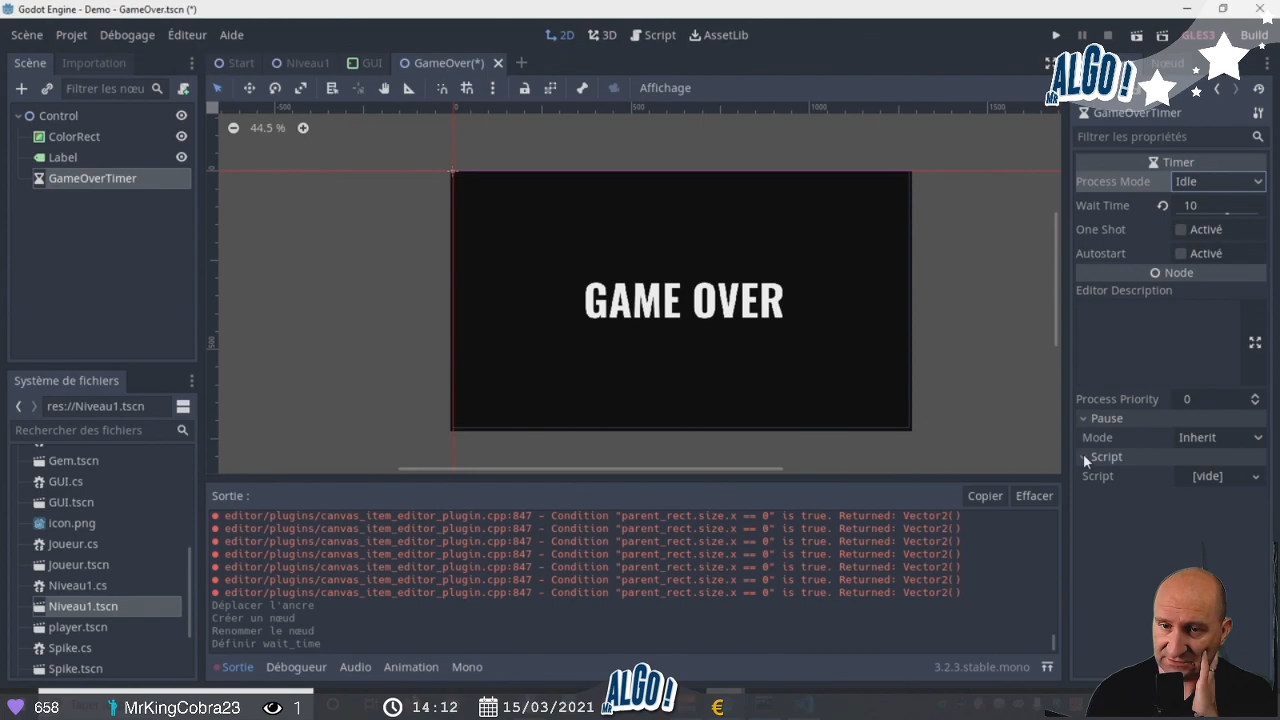 Godot Engine - Demo - GameOver.tscn (*)
Scène Projet Débogage Éditeur Aide
2D 3D Script AssetLib
GLES3 Build
Scène Importation
Start Niveau1 GUI GameOver(*)
Nœud
MR ALGO!
Filtrer les nœu
Affichage
Control
ColorRect
Label
GameOverTimer
-500 0 500 1000 1500
44.5 %
0
500
GAME OVER
GameOverTimer
Filtrer les propriétés
Timer
Process Mode Idle
Wait Time 10
One Shot Activé
Autostart Activé
Node
Editor Description
Process Priority 0
Pause
Mode Inherit
Script
Script [vide]
Système de fichiers
res://Niveau1.tscn
Rechercher des fichiers
Gem.tscn
GUI.cs
GUI.tscn
icon.png
Joueur.cs
Joueur.tscn
Niveau1.cs
Niveau1.tscn
player.tscn
Spike.cs
Spike.tscn
Sortie :
Copier Effacer
editor/plugins/canvas_item_editor_plugin.cpp:847 - Condition "parent_rect.size.x == 0" is true. Returned: Vector2()
editor/plugins/canvas_item_editor_plugin.cpp:847 - Condition "parent_rect.size.x == 0" is true. Returned: Vector2()
editor/plugins/canvas_item_editor_plugin.cpp:847 - Condition "parent_rect.size.x == 0" is true. Returned: Vector2()
editor/plugins/canvas_item_editor_plugin.cpp:847 - Condition "parent_rect.size.x == 0" is true. Returned: Vector2()
editor/plugins/canvas_item_editor_plugin.cpp:847 - Condition "parent_rect.size.x == 0" is true. Returned: Vector2()
editor/plugins/canvas_item_editor_plugin.cpp:847 - Condition "parent_rect.size.x == 0" is true. Returned: Vector2()
editor/plugins/canvas_item_editor_plugin.cpp:847 - Condition "parent_rect.size.x == 0" is true. Returned: Vector2()
Déplacer l'ancre
Créer un nœud
Renommer le nœud
Définir wait_time
Sortie Débogueur Audio Animation Mono
3.2.3.stable.mono
658 MrKingCobra23 1 14:12 15/03/2021 MR ALGO! €